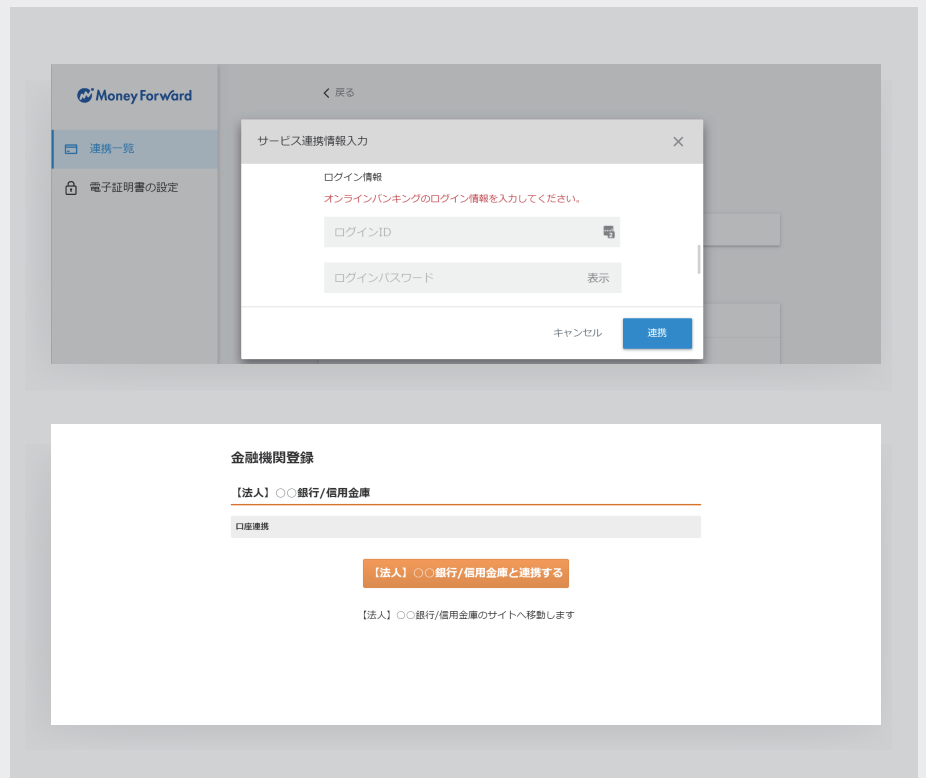 Money Forward
戻る
連携一覧
電子証明書の設定
サービス連携情報入力
ログイン情報
オンラインバンキングのログイン情報を入力してください。
ログインID
ログインパスワード
表示
キャンセル
連携
金融機関登録
【法人】○○銀行/信用金庫
口座連携
【法人】○○銀行/信用金庫と連携する
【法人】○○銀行/信用金庫のサイトへ移動します